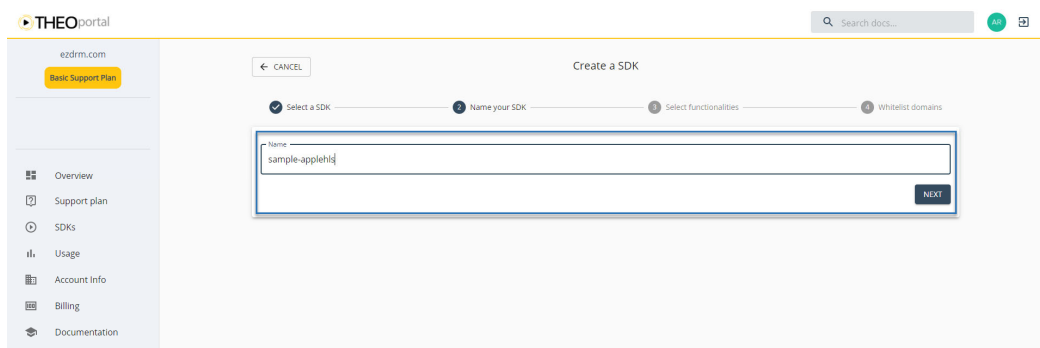 THEOportal
Search docs...
AR
ezdrm.com
Basic Support Plan
CANCEL
Create a SDK
Select a SDK
2 Name your SDK
3 Select functionalities
4 Whitelist domains
Name
sample-applehls
NEXT
Overview
Support plan
SDKs
Usage
Account Info
Billing
Documentation